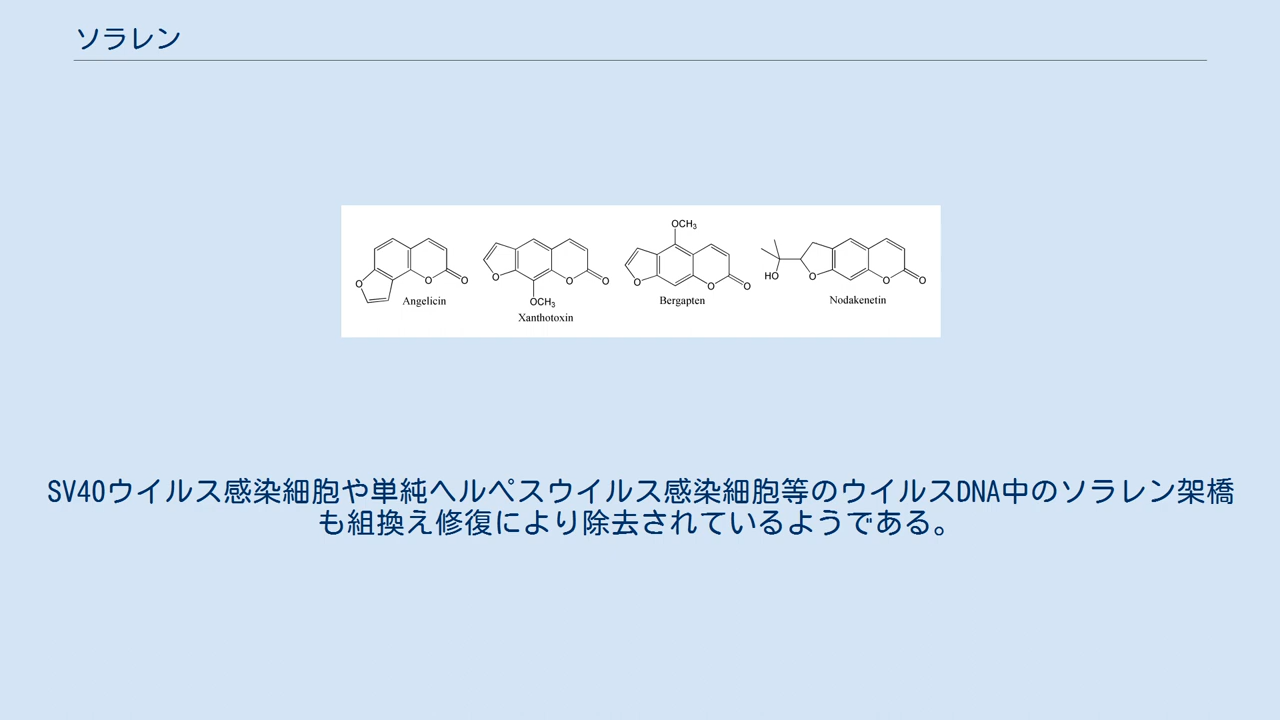 ソラレン
OCH3
O
O
Angelicin
O
O
O
OCH3
Xanthotoxin
O
O
O
Bergapten
HO
O
O
O
Nodakenetin
SV40ウイルス感染細胞や単純ヘルペスウイルス感染細胞等のウイルスDNA中のソラレン架橋
も組換え修復により除去されているようである。